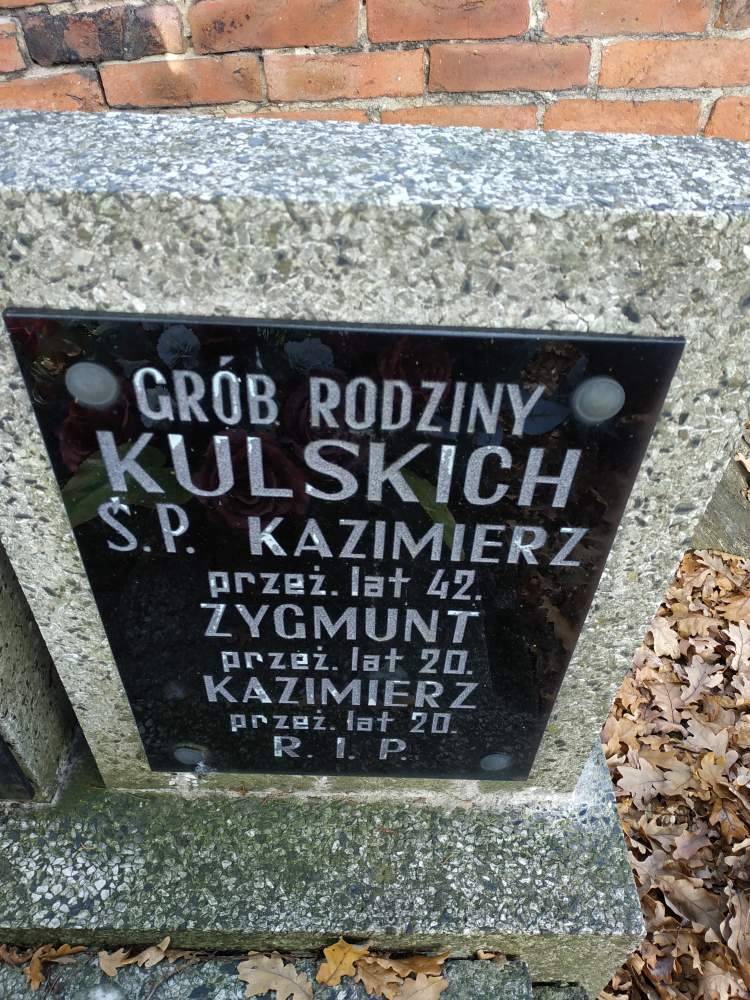 GRÓB RODZINY
KULSKICH
Ś.P. KAZIMIERZ
przeż. lat 42.
ZYGMUNT
przeż. lat 20.
KAZIMIERZ
przeż. lat 20.
R. I. P.